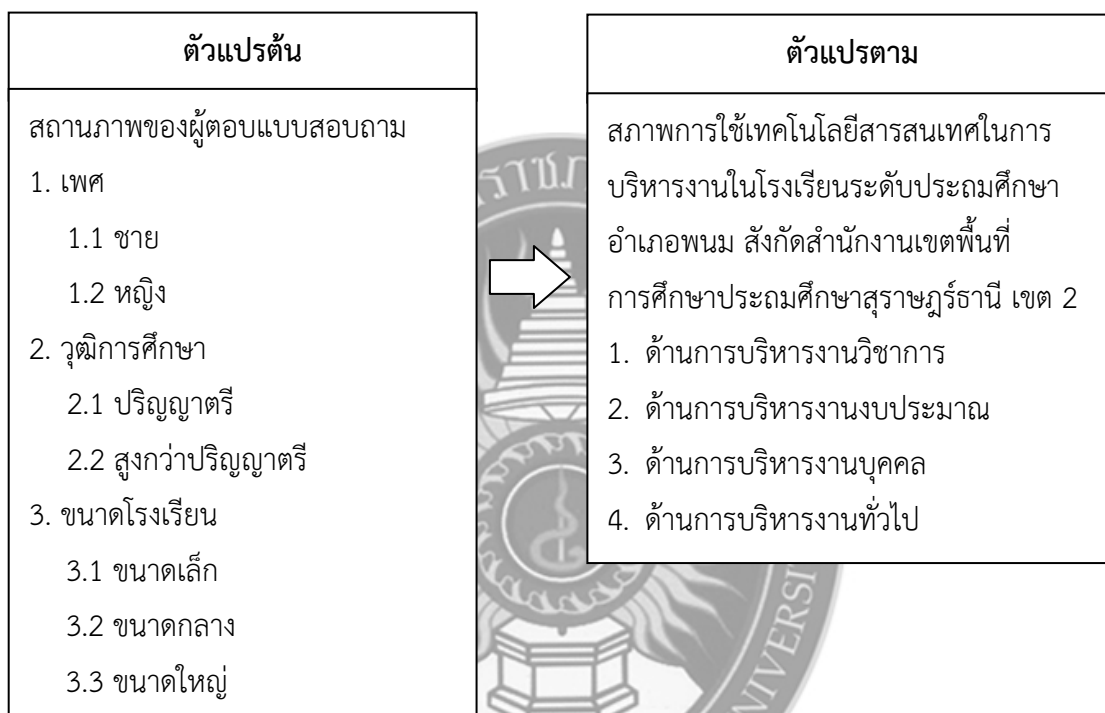 ตัวแปรต้น
สถานภาพของผู้ตอบแบบสอบถาม
1. เพศ
1.1 ชาย
1.2 หญิง
2. วุฒิการศึกษา
2.1 ปริญญาตรี
2.2 สูงกว่าปริญญาตรี
3. ขนาดโรงเรียน
3.1 ขนาดเล็ก
3.2 ขนาดกลาง
3.3 ขนาดใหญ่
ตัวแปรตาม
สภาพการใช้เทคโนโลยีสารสนเทศในการ
บริหารงานในโรงเรียนระดับประถมศึกษา
อำเภอพนม สังกัดสำนักงานเขตพื้นที่
การศึกษาประถมศึกษาสุราษฎร์ธานี เขต 2
1. ด้านการบริหารงานวิชาการ
2. ด้านการบริหารงานงบประมาณ
3. ด้านการบริหารงานบุคคล
4. ด้านการบริหารงานทั่วไป